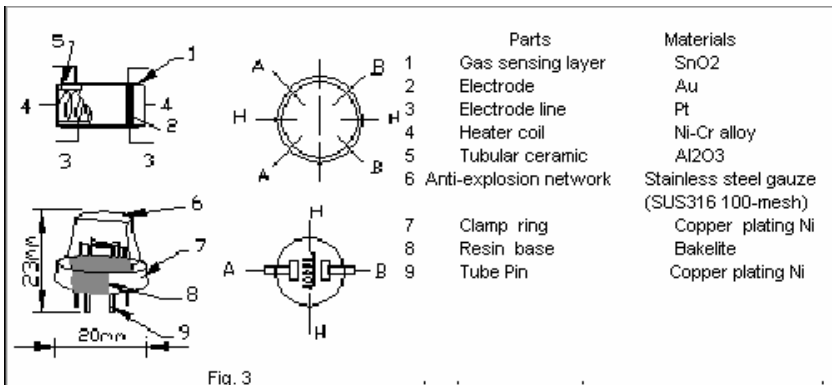 Parts Materials
1 Gas sensing layer SnO2
2 Electrode Au
3 Electrode line Pt
4 Heater coil Ni-Cr alloy
5 Tubular ceramic Al2O3
6 Anti-explosion network Stainless steel gauze
(SUS316 100-mesh)
7 Clamp ring Copper plating Ni
8 Resin base Bakelite
9 Tube Pin Copper plating Ni
5
1
4 4
2
3 3
A B
H H
A B
6
7
8
9
23mm
20mm
H
A B
H
Fig. 3